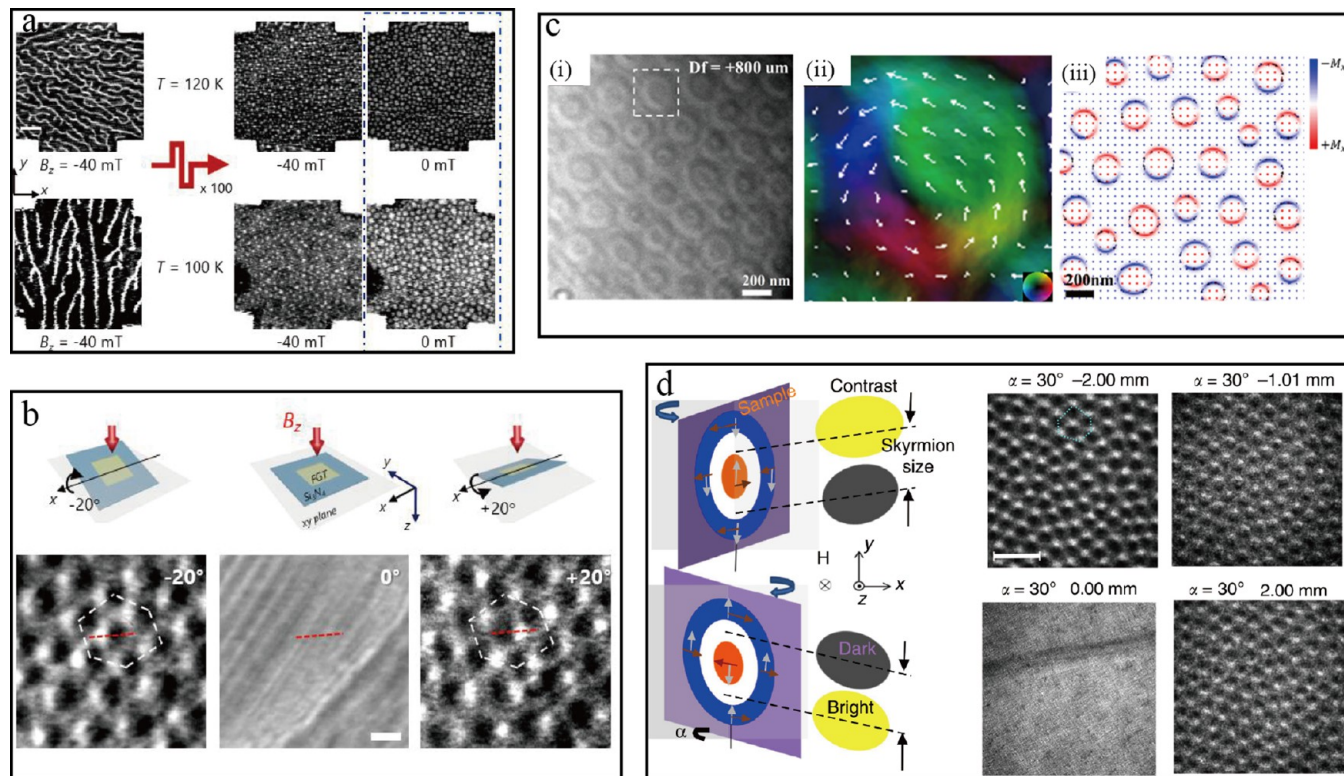 a
T = 120 K
B_z = -40 mT
-40 mT
0 mT
y
x
x 100
T = 100 K
B_z = -40 mT
-40 mT
0 mT
b
B_z
x
-20°
FGT
Si₃N₄
xy plane
y
x
z
x
+20°
-20°
0°
+20°
c
(i)
Df = +800 um
200 nm
(ii)
(iii)
200nm
d
Sample
Contrast
Skyrmion
size
H
y
x
z
Dark
Bright
α
α = 30° −2.00 mm
α = 30° −1.01 mm
α = 30° 0.00 mm
α = 30° 2.00 mm